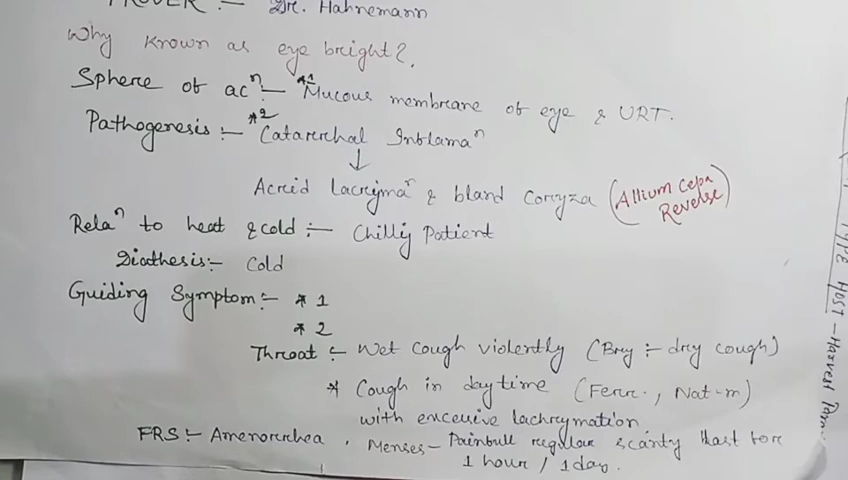 PROVER :- Dr. Hahnemann
Why known as eye bright?.
Sphere of acⁿ :- *1 Mucous membrane of eye & URT.
Pathogenesis :- *2 Catarrhal Inflamaⁿ
↓
Acrid Lacrymaⁿ & bland Coryza (Allium Cepa Reverse)
Relaⁿ to heat & cold :- Chilly Patient
Diathesis :- Cold
Guiding Symptom :- * 1
* 2
Throat :- Wet Cough violently (Bry :- dry cough)
* Cough in daytime (Ferr., Nat-m)
with excessive lachrymation
FRS :- Amenorrhea, Menses - Painfull regular scanty last for
1 hour / 1 day.
TYPE HOST - Harvest